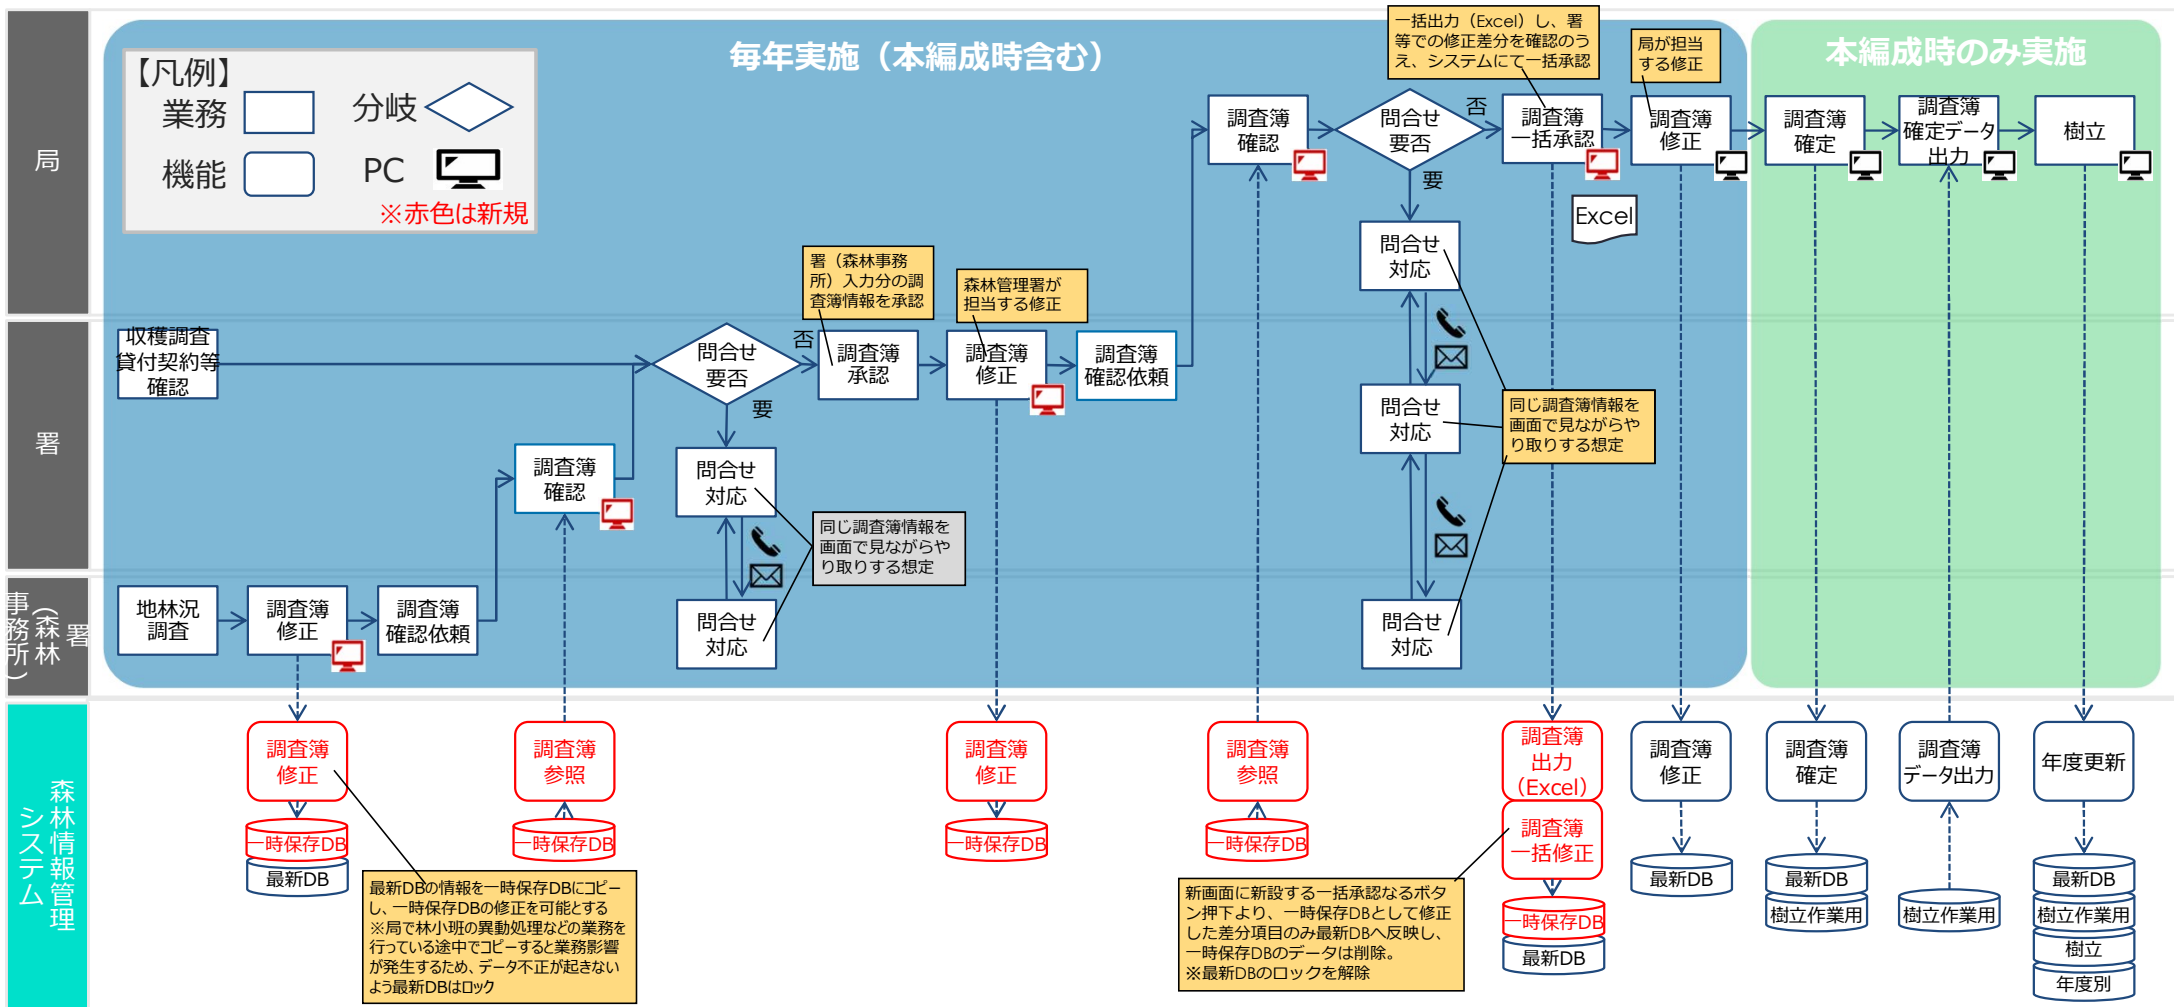 毎年実施（本編成時含む）
本編成時のみ実施
【凡例】
業務
分岐
機能
PC
※赤色は新規
一括出力（Excel）し、署
等での修正差分を確認のう
え、システムにて一括承認
局が担当
する修正
局
調査簿
確認
問合せ
要否
否
要
調査簿
一括承認
調査簿
修正
調査簿
確定
調査簿
確定データ
出力
樹立
Excel
問合せ
対応
署（森林事務
所）入力分の調
査簿情報を承認
森林管理署が
担当する修正
署
収穫調査
貸付契約等
確認
問合せ
要否
否
要
調査簿
承認
調査簿
修正
調査簿
確認依頼
問合せ
対応
同じ調査簿情報を
画面で見ながらや
り取りする想定
調査簿
確認
問合せ
対応
同じ調査簿情報を
画面で見ながらや
り取りする想定
署
（森林
事務所）
地林況
調査
調査簿
修正
調査簿
確認依頼
問合せ
対応
問合せ
対応
森林情報管理
システム
調査簿
修正
調査簿
参照
調査簿
修正
調査簿
参照
調査簿
出力
（Excel）
調査簿
一括修正
調査簿
修正
調査簿
確定
調査簿
データ出力
年度更新
一時保存DB
最新DB
一時保存DB
一時保存DB
一時保存DB
一時保存DB
最新DB
最新DB
最新DB
樹立作業用
樹立作業用
最新DB
樹立作業用
樹立
年度別
最新DBの情報を一時保存DBにコピー
し、一時保存DBの修正を可能とする
※局で林小班の異動処理などの業務を
行っている途中でコピーすると業務影響
が発生するため、データ不正が起きない
よう最新DBはロック
新画面に新設する一括承認なるボタ
ン押下より、一時保存DBとして修正
した差分項目のみ最新DBへ反映し、
一時保存DBのデータは削除。
※最新DBのロックを解除